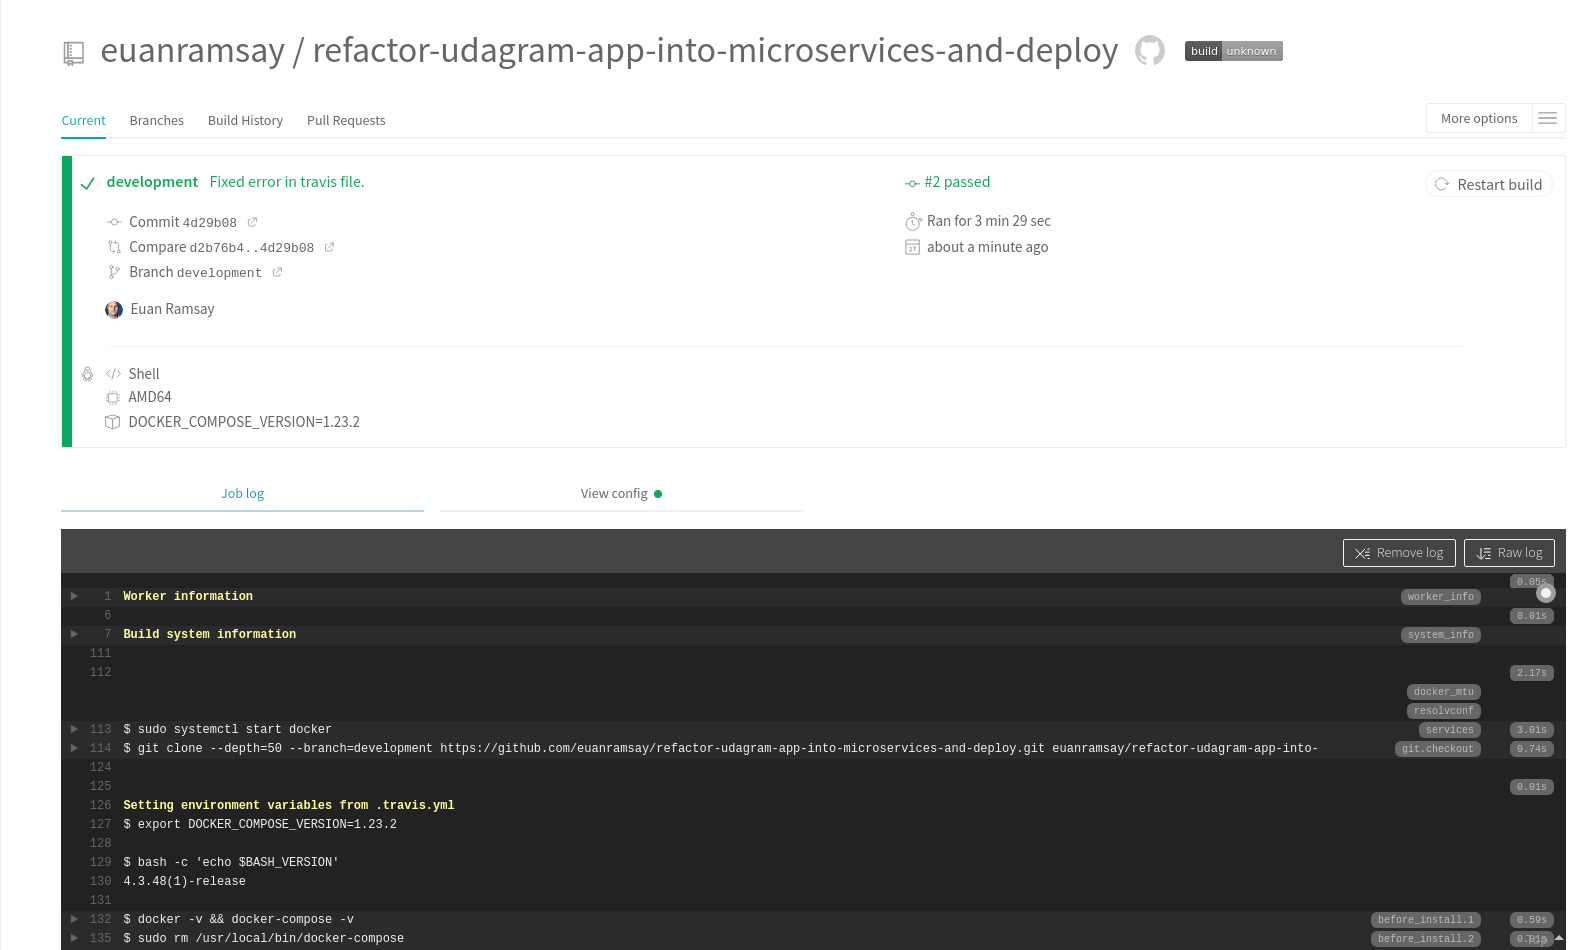 euanramsay / refactor-udagram-app-into-microservices-and-deploy build unknown
Current Branches Build History Pull Requests More options
development Fixed error in travis file. #2 passed Restart build
Commit 4d29b08 Ran for 3 min 29 sec
Compare d2b76b4..4d29b08 about a minute ago
Branch development
Euan Ramsay
Shell
AMD64
DOCKER_COMPOSE_VERSION=1.23.2
Job log View config
Remove log Raw log
0.05s
1 Worker information worker_info
6 0.01s
7 Build system information system_info
111
112 2.17s
docker_mtu
resolvconf
113 $ sudo systemctl start docker services 3.01s
114 $ git clone --depth=50 --branch=development https://github.com/euanramsay/refactor-udagram-app-into-microservices-and-deploy.git euanramsay/refactor-udagram-app-into- git.checkout 0.74s
124
125 0.01s
126 Setting environment variables from .travis.yml
127 $ export DOCKER_COMPOSE_VERSION=1.23.2
128
129 $ bash -c 'echo $BASH_VERSION'
130 4.3.48(1)-release
131
132 $ docker -v && docker-compose -v before_install.1 0.59s
135 $ sudo rm /usr/local/bin/docker-compose before_install.2